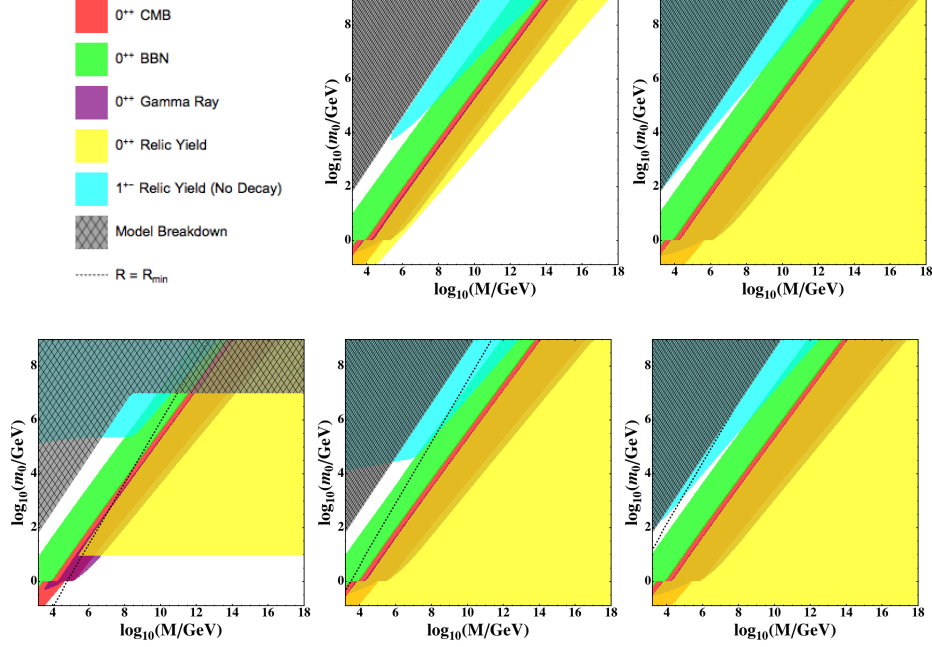 0⁺⁺ CMB
0⁺⁺ BBN
0⁺⁺ Gamma Ray
0⁺⁺ Relic Yield
1⁺⁻ Relic Yield (No Decay)
Model Breakdown
R = Rmin
log₁₀(m₀/GeV)
8
6
4
2
0
4 6 8 10 12 14 16 18
log₁₀(M/GeV)
log₁₀(m₀/GeV)
8
6
4
2
0
4 6 8 10 12 14 16 18
log₁₀(M/GeV)
log₁₀(m₀/GeV)
8
6
4
2
0
4 6 8 10 12 14 16 18
log₁₀(M/GeV)
log₁₀(m₀/GeV)
8
6
4
2
0
4 6 8 10 12 14 16 18
log₁₀(M/GeV)
log₁₀(m₀/GeV)
8
6
4
2
0
4 6 8 10 12 14 16 18
log₁₀(M/GeV)